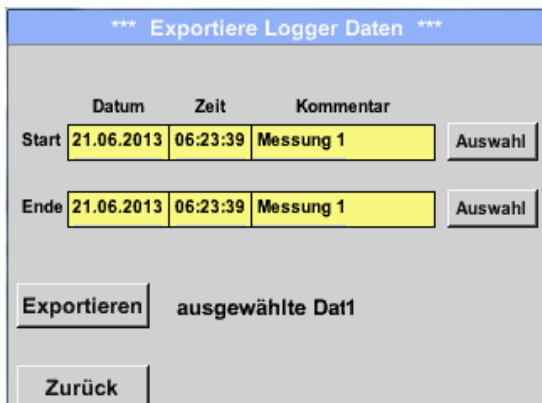 *** Exportiere Logger Daten ***
Datum Zeit Kommentar
Start 21.06.2013 06:23:39 Messung 1 Auswahl
Ende 21.06.2013 06:23:39 Messung 1 Auswahl
Exportieren ausgewählte Dat1
Zurück